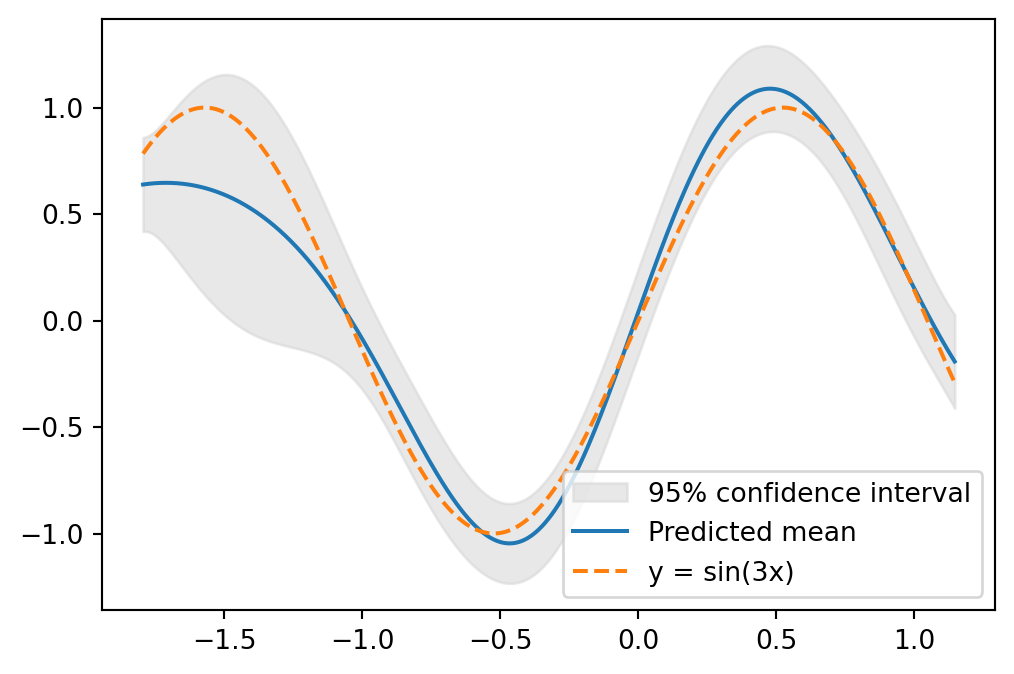 1.0
0.5
0.0
−0.5
−1.0
95% confidence interval
Predicted mean
y = sin(3x)
−1.5 −1.0 −0.5 0.0 0.5 1.0